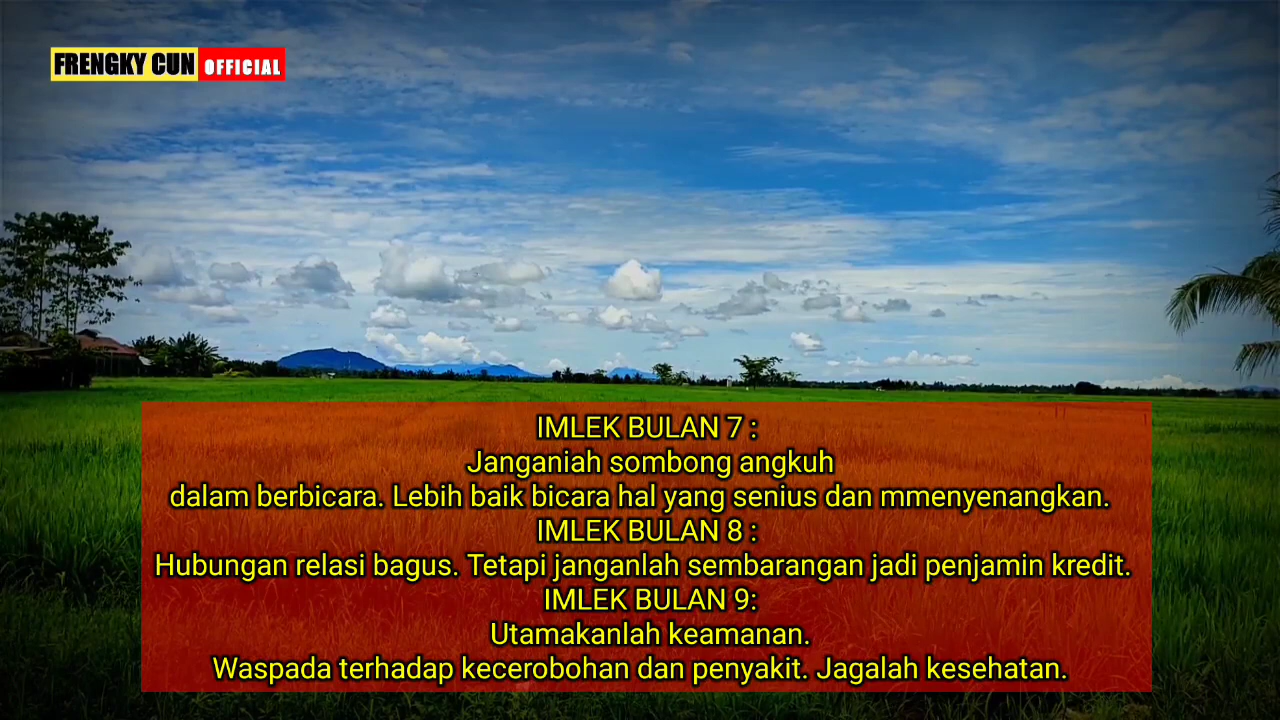 FRENGKY CUN OFFICIAL
IMLEK BULAN 7 :
Janganiah sombong angkuh
dalam berbicara. Lebih baik bicara hal yang senius dan mmenyenangkan.
IMLEK BULAN 8 :
Hubungan relasi bagus. Tetapi janganlah sembarangan jadi penjamin kredit.
IMLEK BULAN 9:
Utamakanlah keamanan.
Waspada terhadap kecerobohan dan penyakit. Jagalah kesehatan.